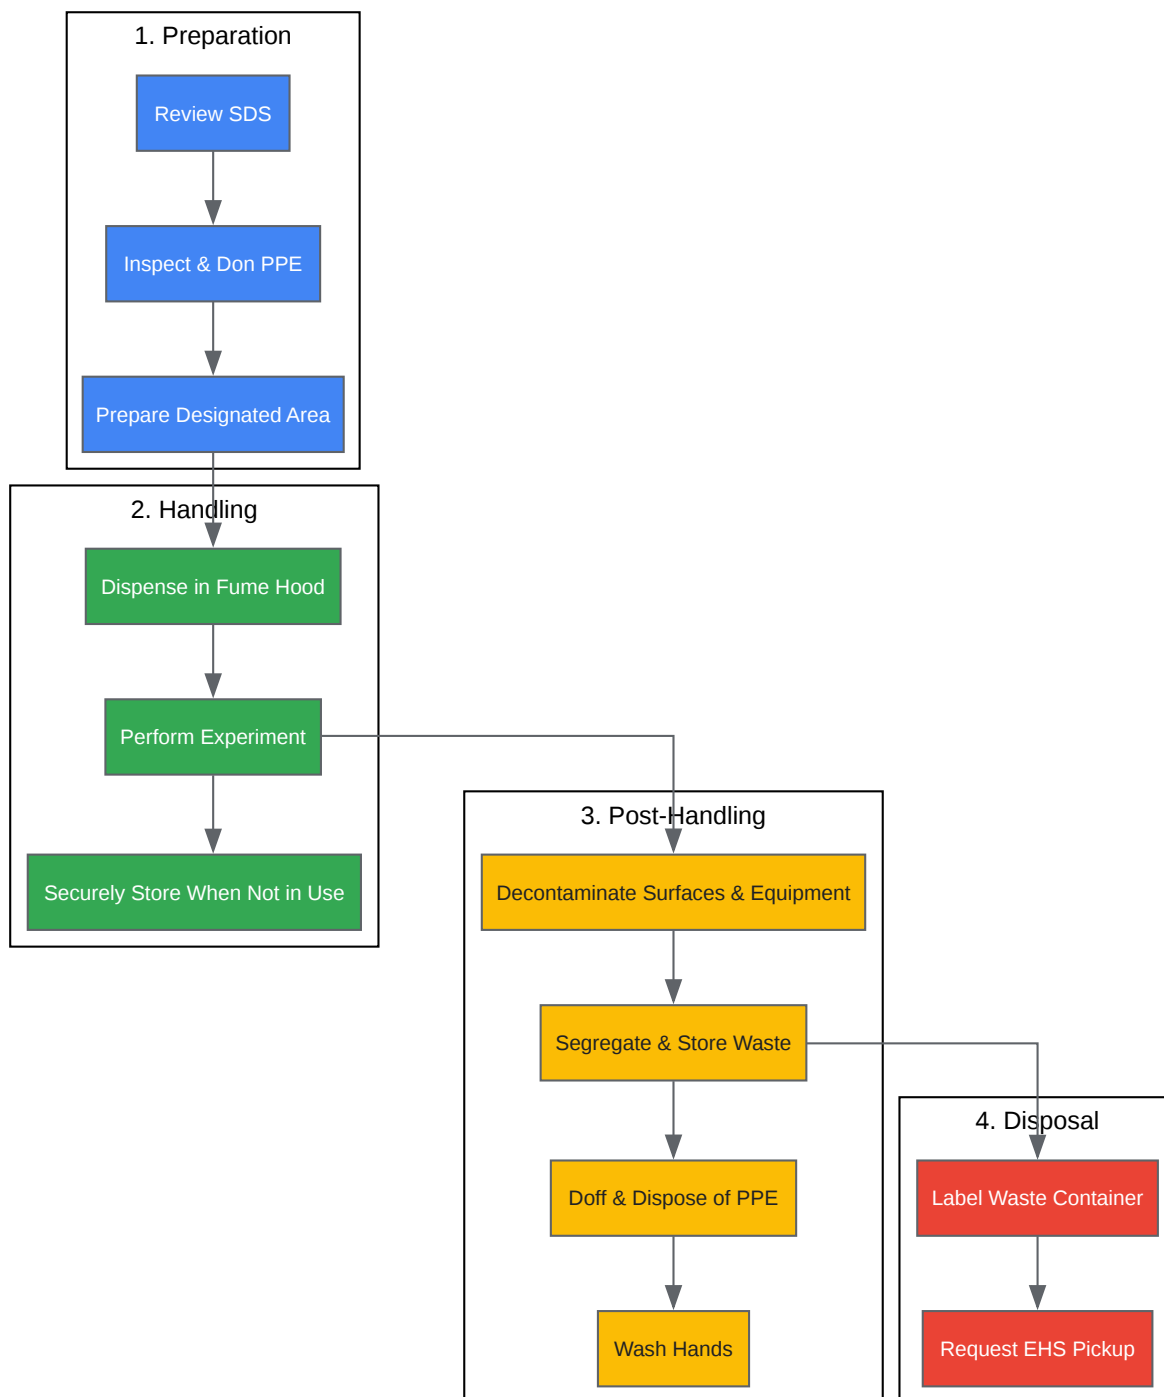 1. Preparation
Review SDS
Inspect & Don PPE
Prepare Designated Area
2. Handling
Dispense in Fume Hood
Perform Experiment
Securely Store When Not in Use
3. Post-Handling
Decontaminate Surfaces & Equipment
Segregate & Store Waste
Doff & Dispose of PPE
Wash Hands
4. Disposal
Label Waste Container
Request EHS Pickup